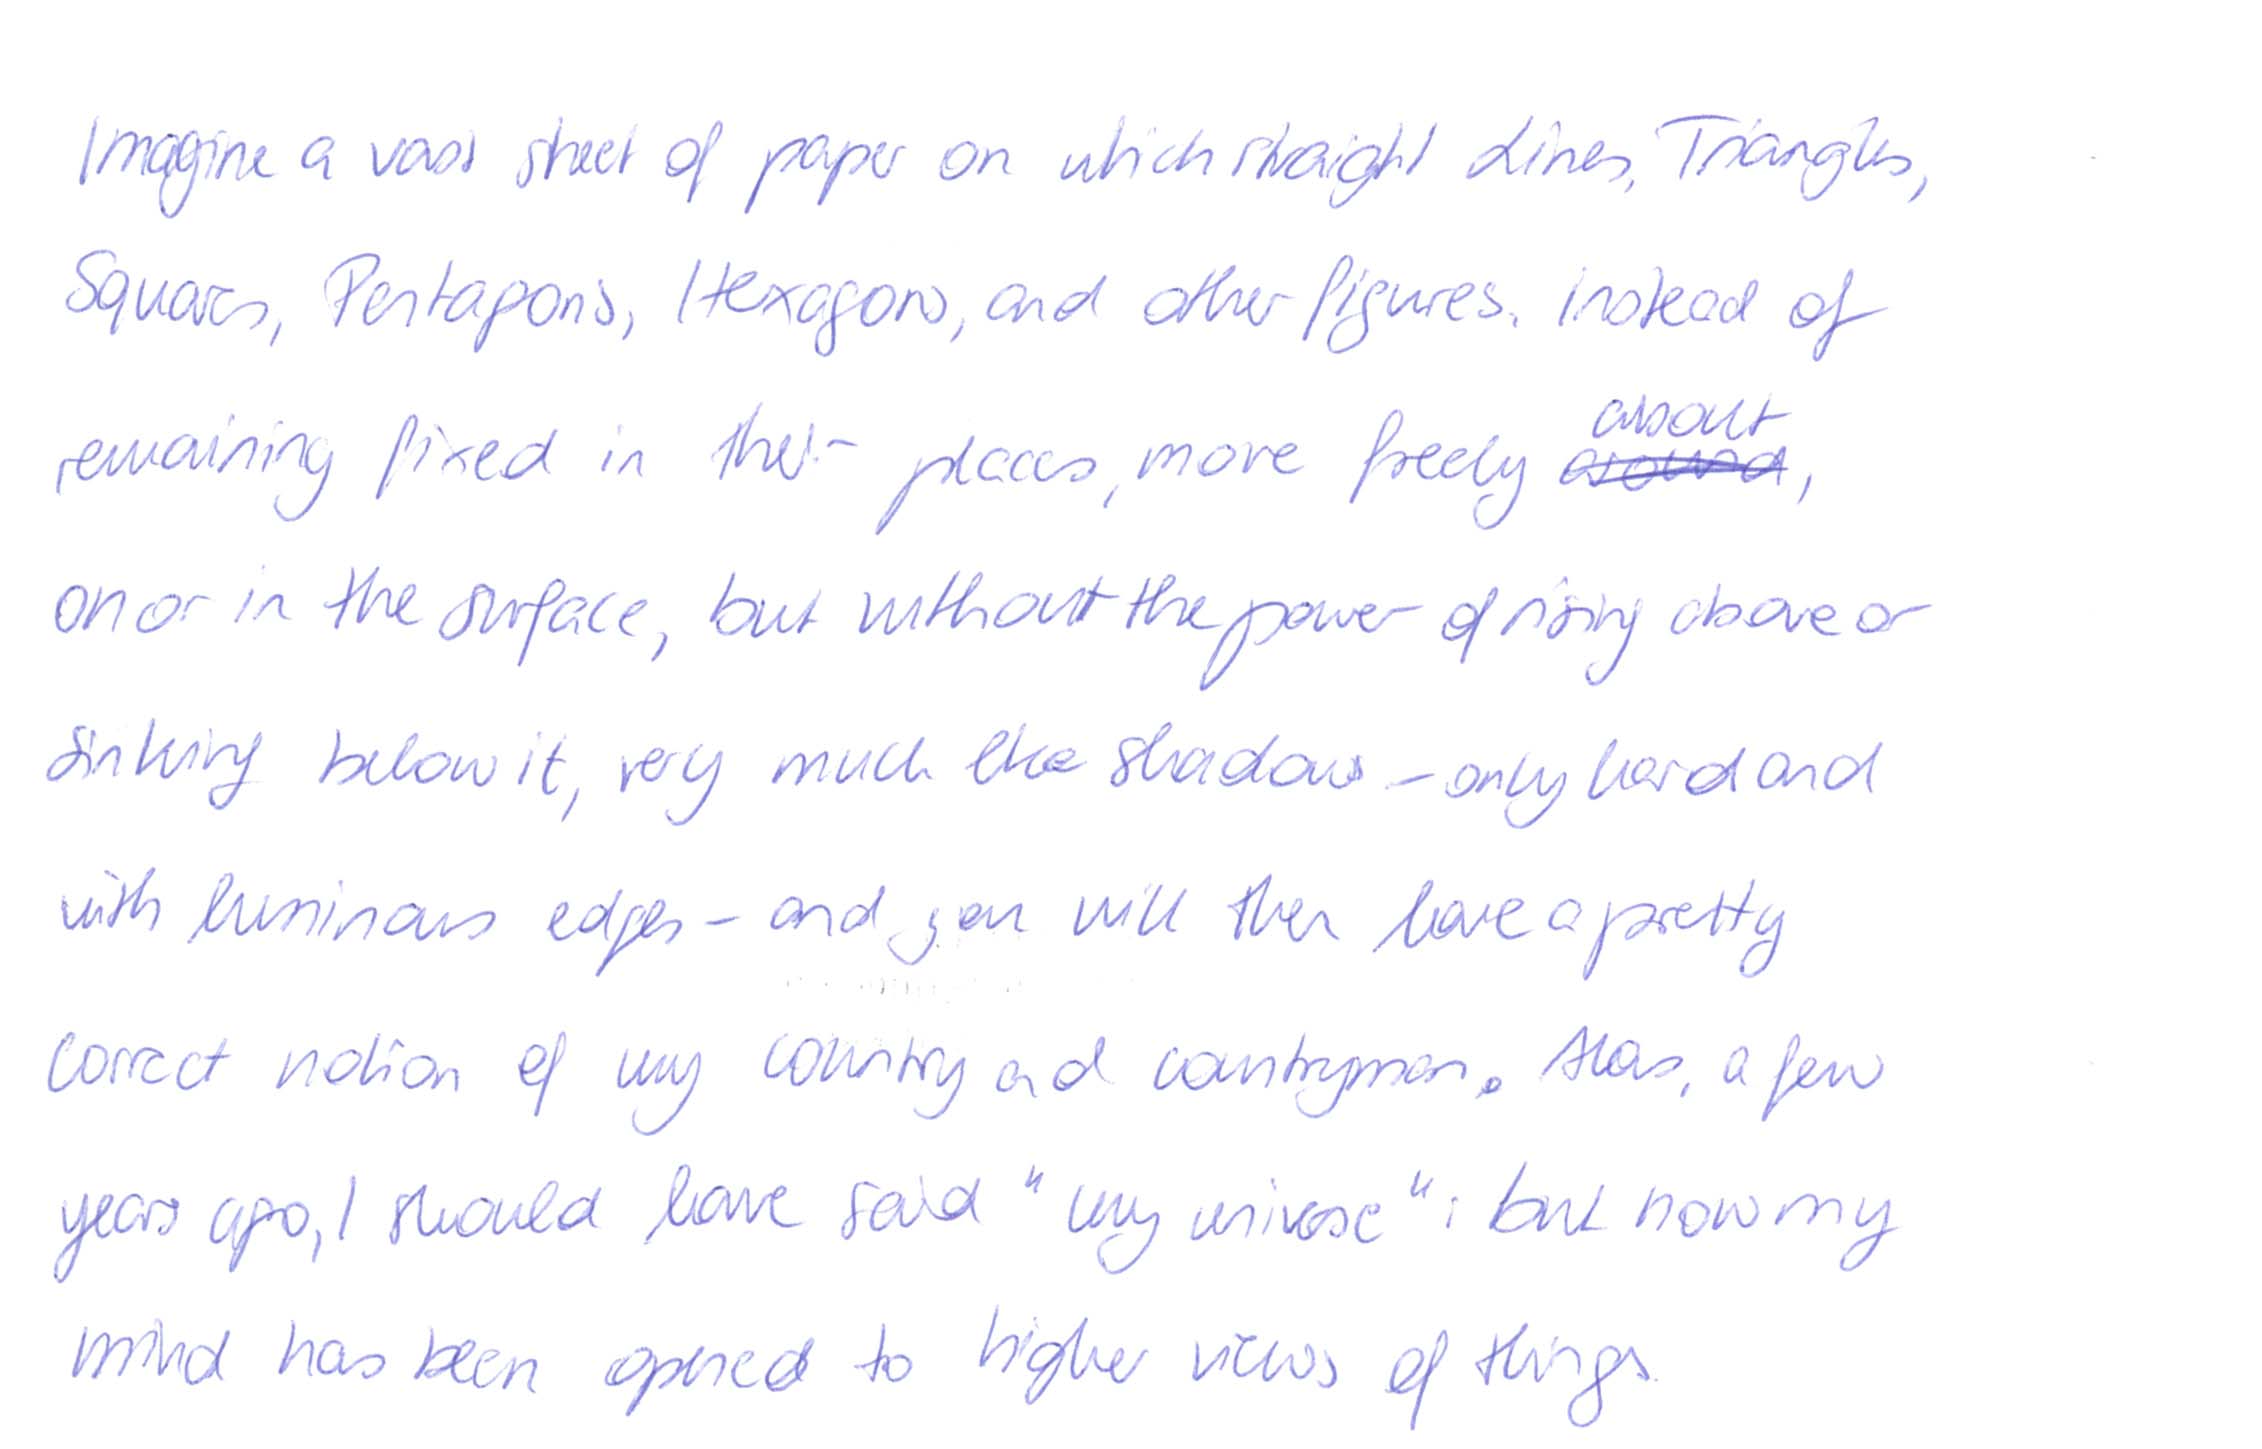 Imagine a vast sheet of paper on which straight Lines, Triangles,
Squares, Pentagons, Hexagons, and other figures, instead of
remaining fixed in their places, move freely about around,
on or in the surface, but without the power of rising above or
sinking below it, very much like shadows - only hard and
with luminous edges - and you will then have a pretty
correct notion of my country and countrymen. Alas, a few
years ago, I should have said "my universe": but now my
mind has been opened to higher views of things.